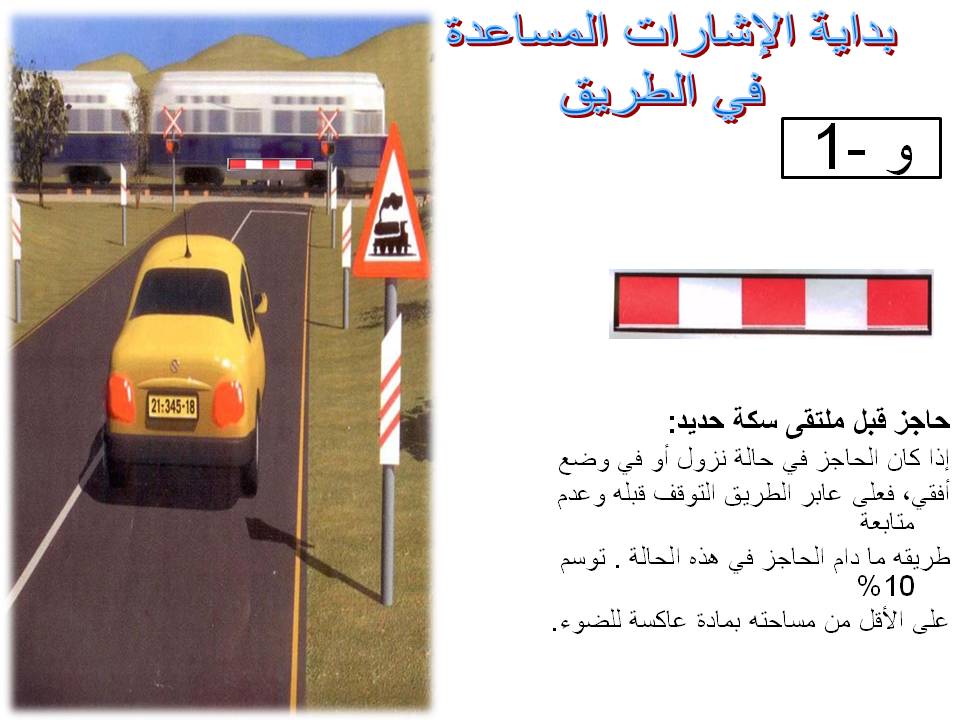 بداية الإشارات المساعدة
في الطريق
و -1
حاجز قبل ملتقى سكة حديد:
إذا كان الحاجز في حالة نزول أو في وضع
أفقي، فعلى عابر الطريق التوقف قبله وعدم
متابعة
طريقه ما دام الحاجز في هذه الحالة . توسم
10%
على الأقل من مساحته بمادة عاكسة للضوء.
21-345-18